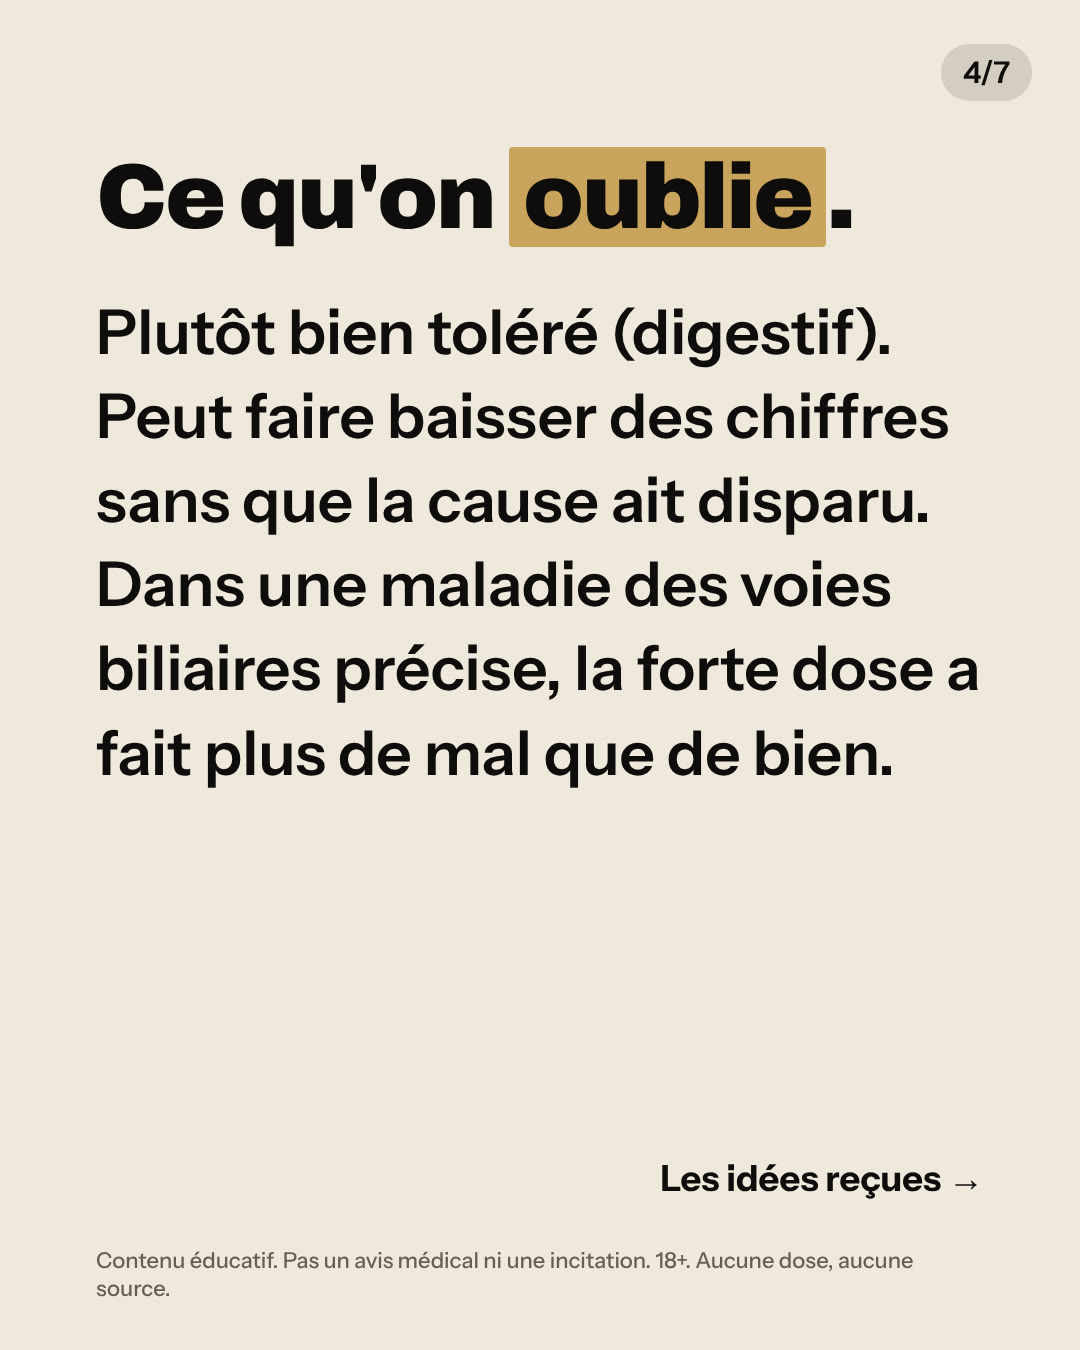 4/7
Ce qu'on oublie.
Plutôt bien toléré (digestif).
Peut faire baisser des chiffres
sans que la cause ait disparu.
Dans une maladie des voies
biliaires précise, la forte dose a
fait plus de mal que de bien.
Les idées reçues →
Contenu éducatif. Pas un avis médical ni une incitation. 18+. Aucune dose, aucune
source.